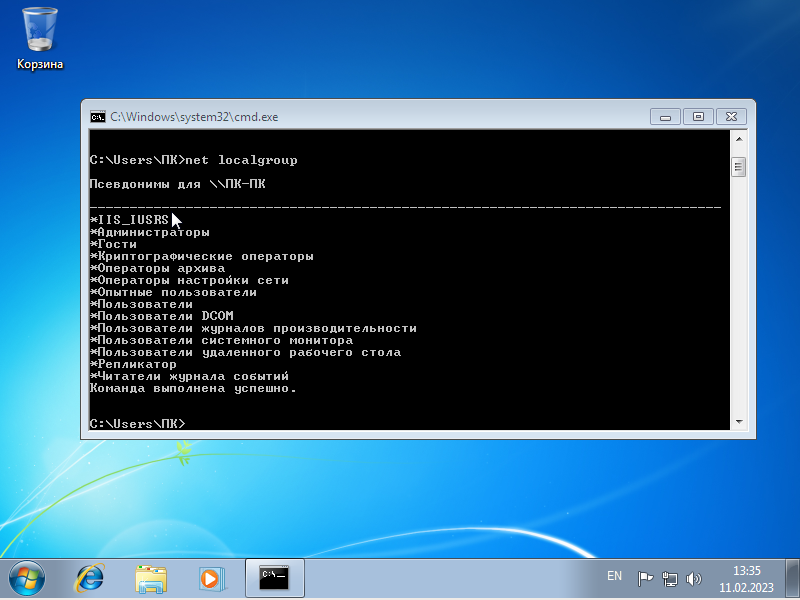 Корзина
C:\Windows\system32\cmd.exe
C:\Users\ПК>net localgroup
Псевдонимы для \\ПК-ПК
-------------------------------------------------------------------------------
*IIS_IUSRS
*Администраторы
*Гости
*Криптографические операторы
*Операторы архива
*Операторы настройки сети
*Опытные пользователи
*Пользователи
*Пользователи DCOM
*Пользователи журналов производительности
*Пользователи системного монитора
*Пользователи удаленного рабочего стола
*Репликатор
*Читатели журнала событий
Команда выполнена успешно.
C:\Users\ПК>
EN
13:35
11.02.2023